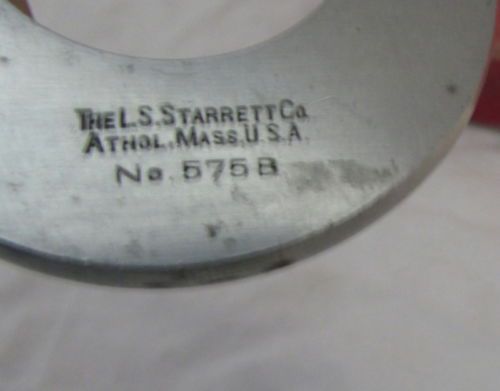 THE L.S. STARRETT CO.
ATHOL, MASS. U.S.A.
No. 575B